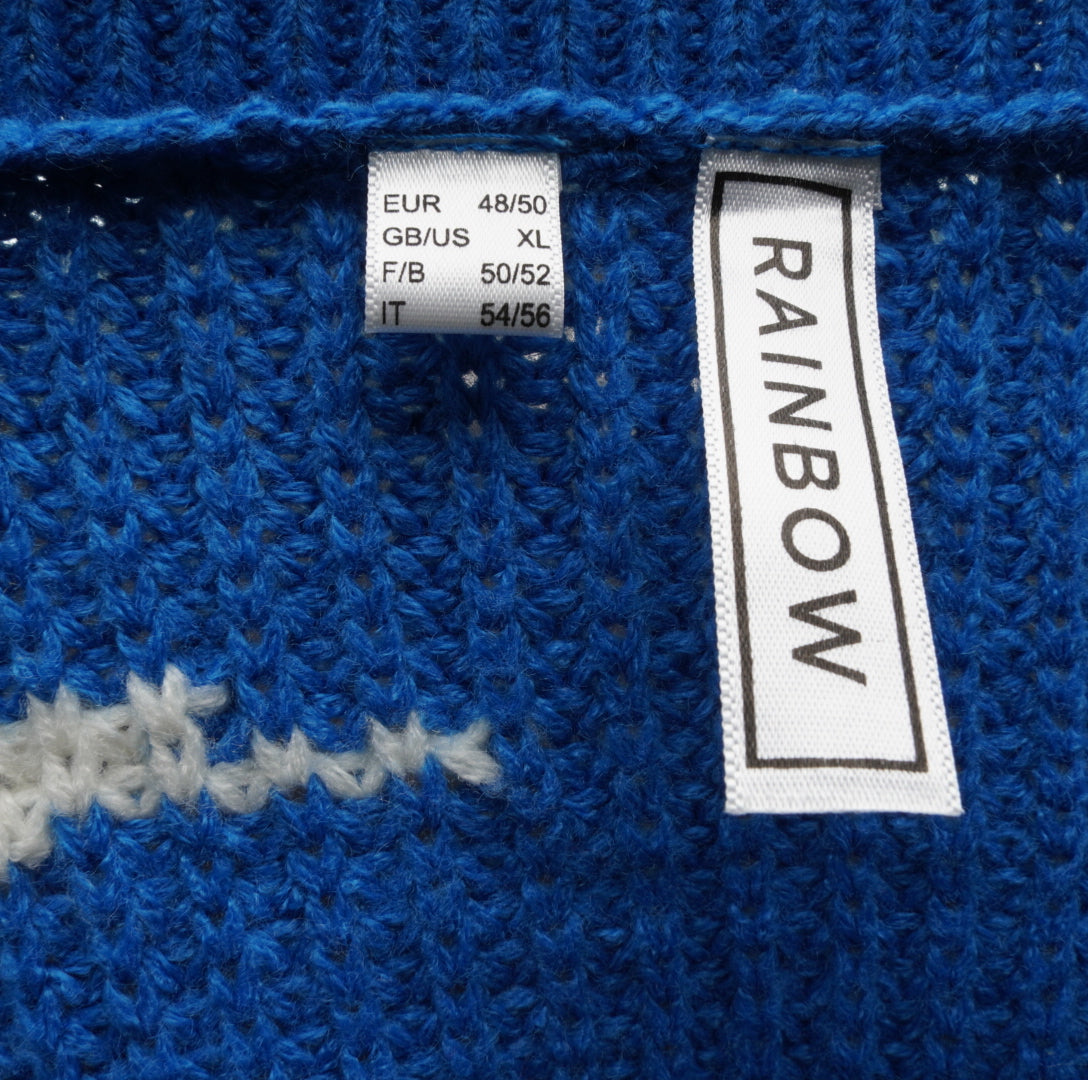 EUR 48/50
GB/US XL
F/B 50/52
IT 54/56
RAINBOW